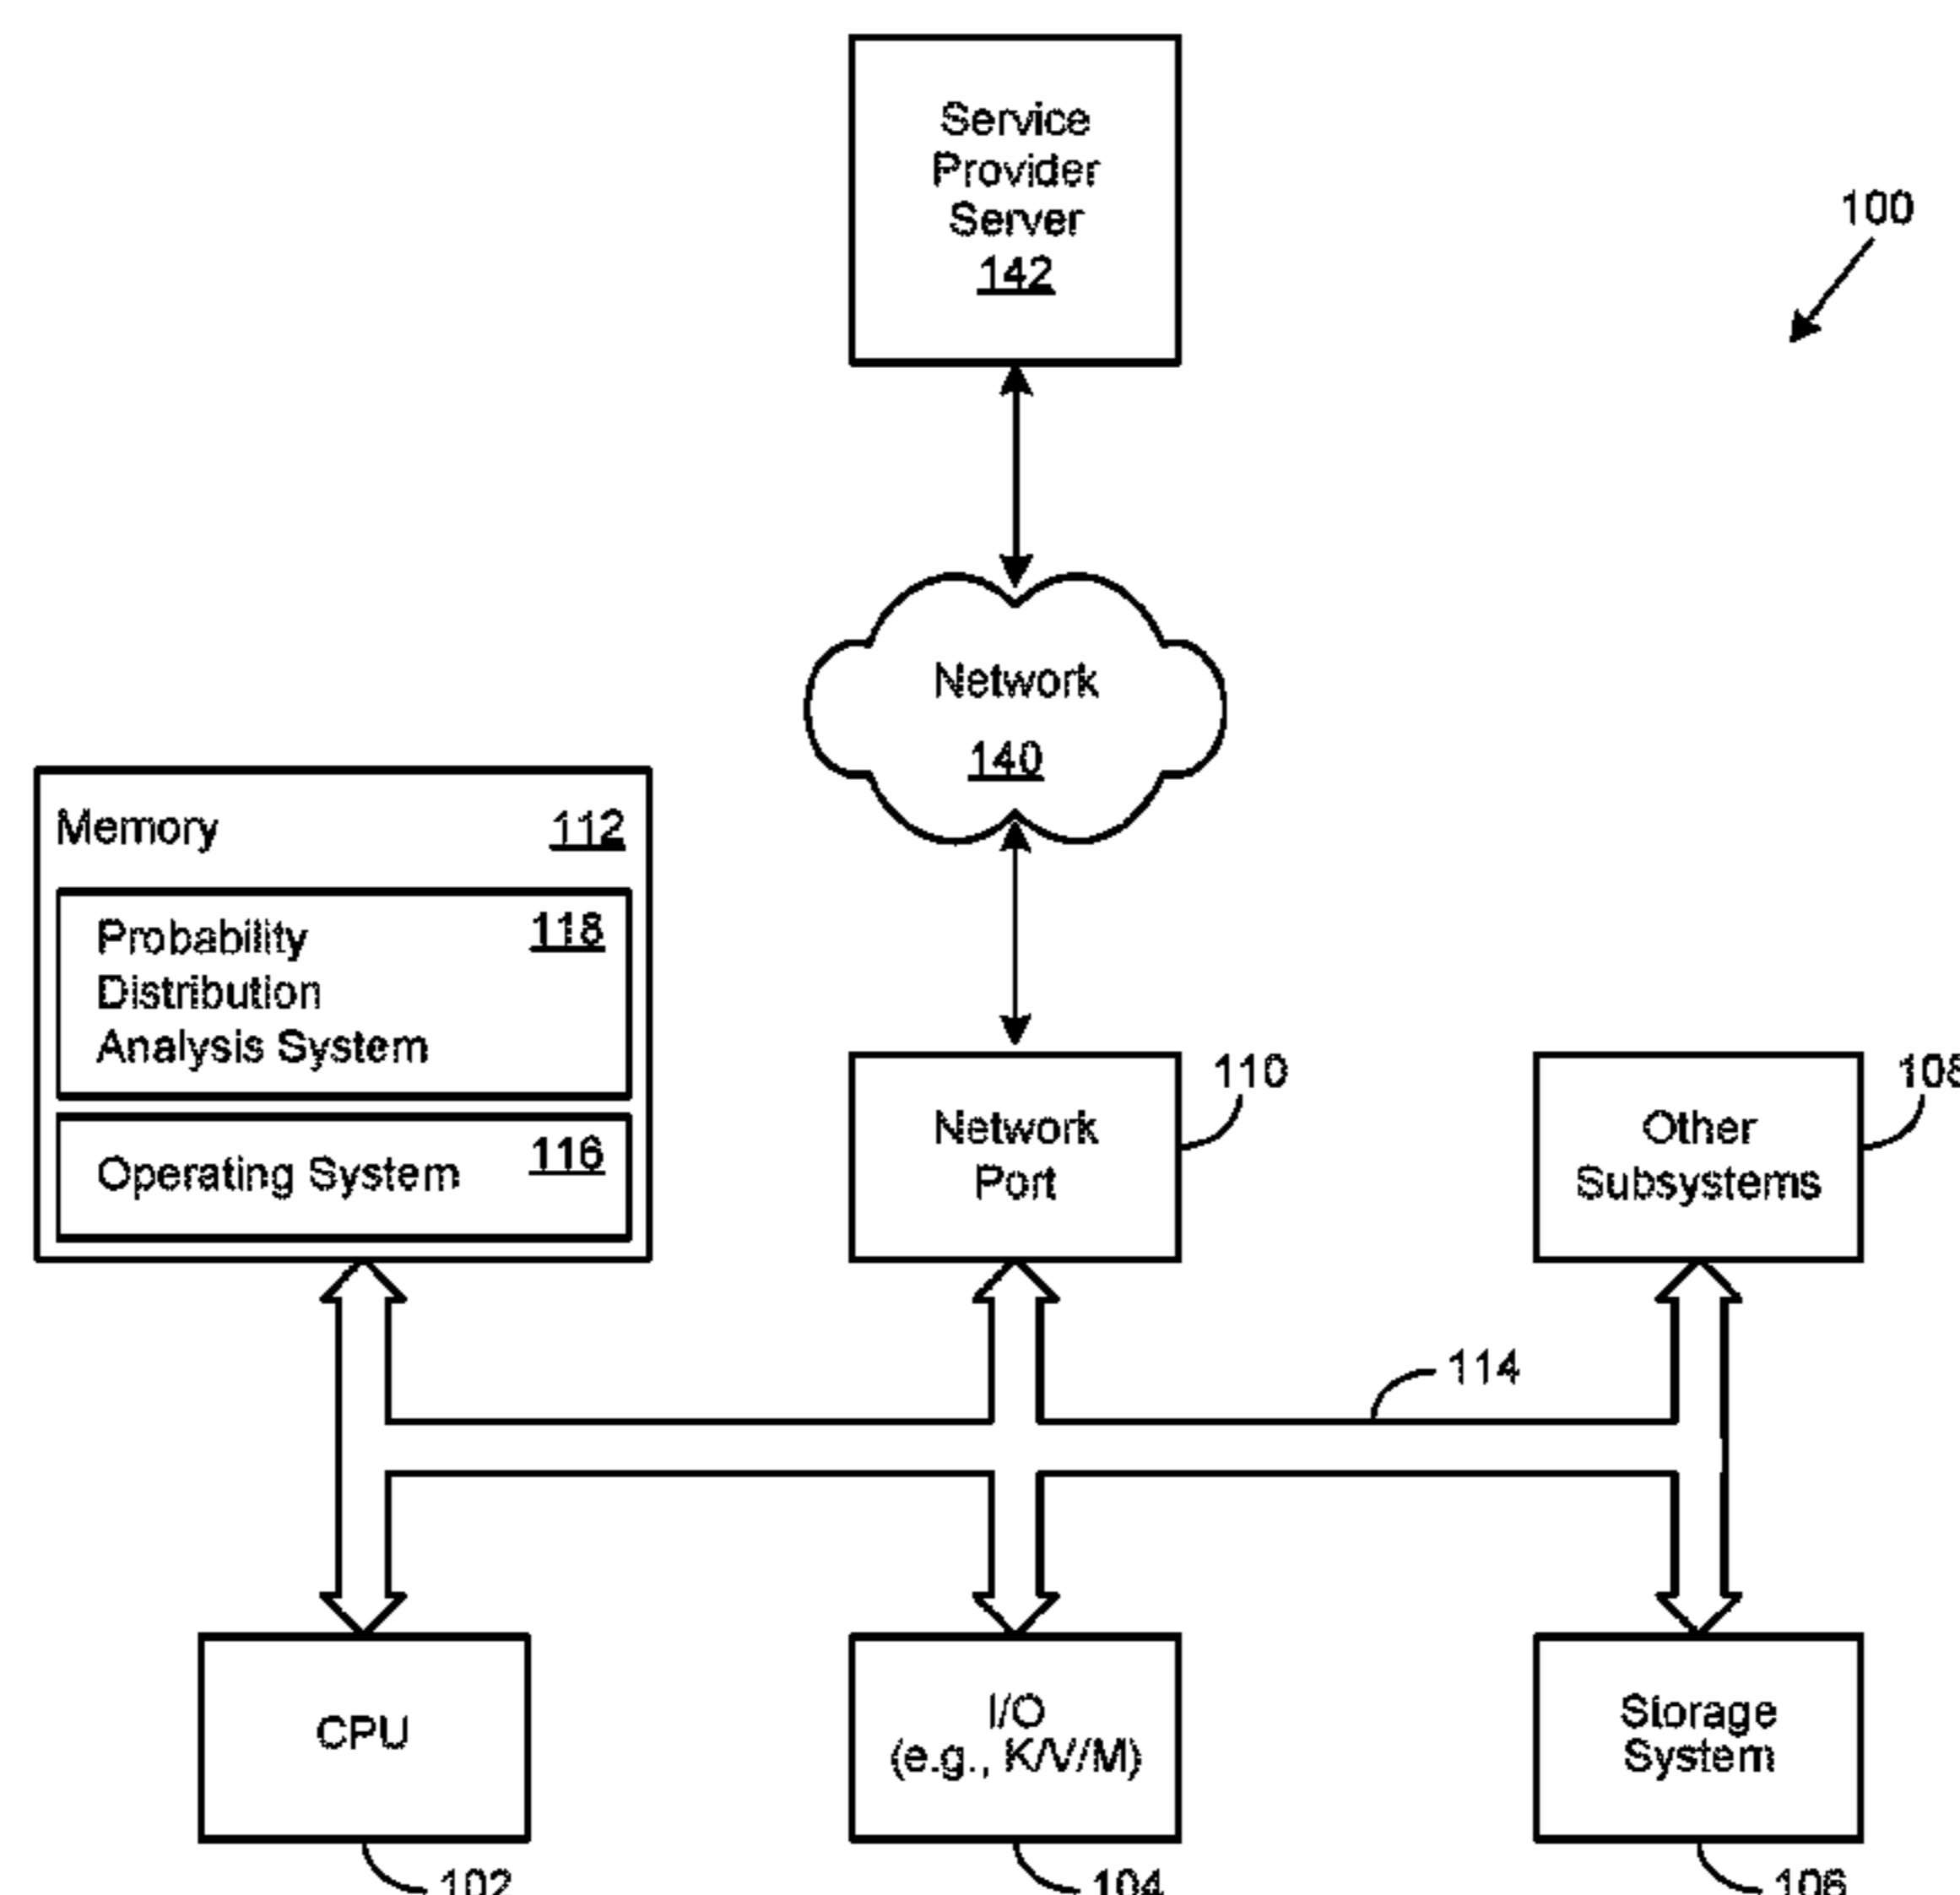 Service
Provider
Server
142
100
Network
140
Memory 112
Probability 118
Distribution
Analysis System
Operating System 116
Network
Port
110
Other
Subsystems
108
114
CPU
102
I/O
(e.g., K/V/M)
104
Storage
System
106